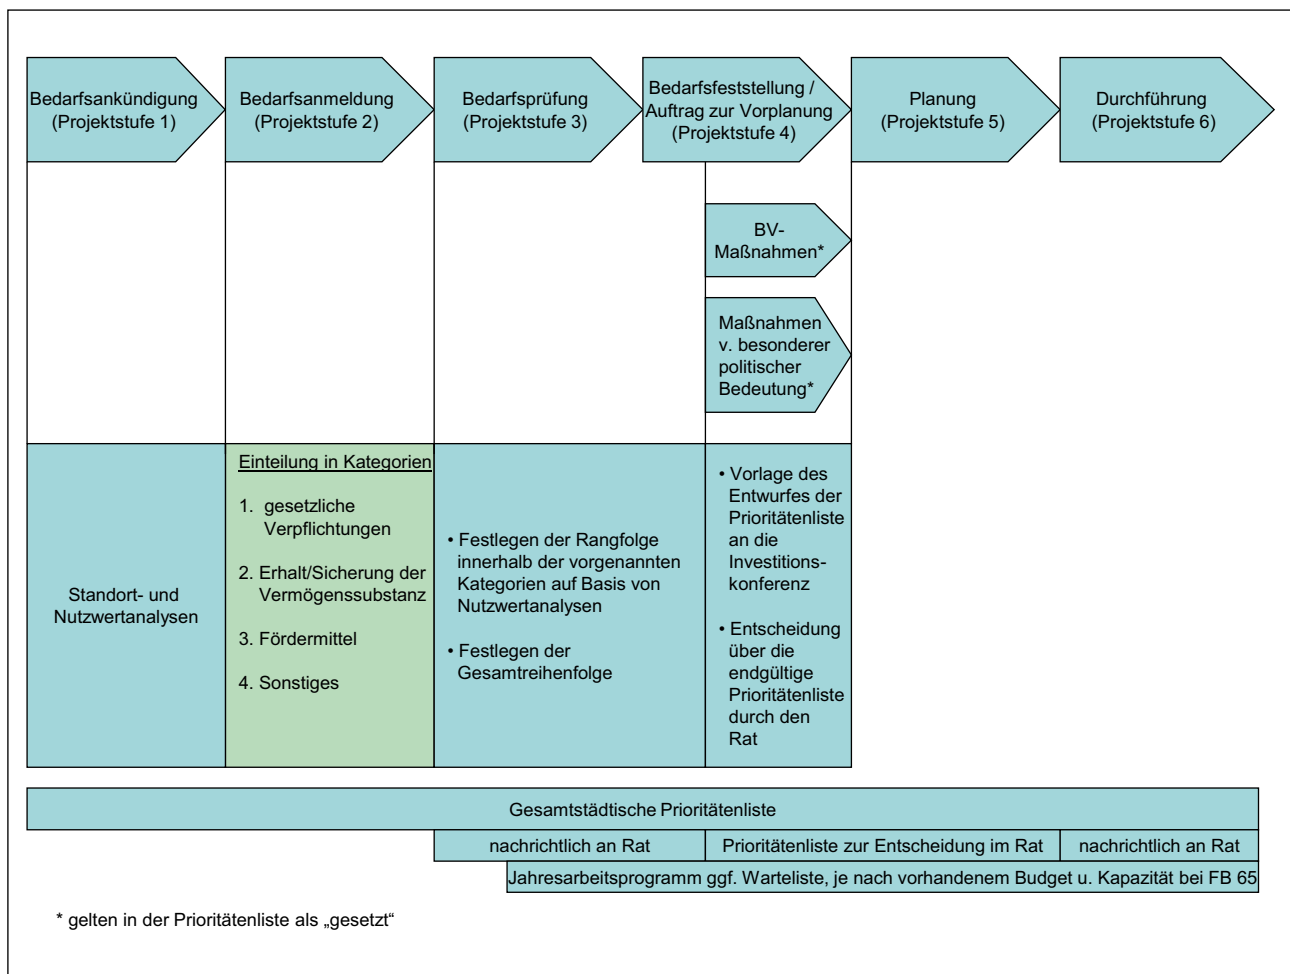 Bedarfsankündigung
(Projektstufe 1)
Bedarfsanmeldung
(Projektstufe 2)
Bedarfsprüfung
(Projektstufe 3)
Bedarfsfeststellung /
Auftrag zur Vorplanung
(Projektstufe 4)
Planung
(Projektstufe 5)
Durchführung
(Projektstufe 6)
BV-
Maßnahmen*
Maßnahmen
v. besonderer
politischer
Bedeutung*
Standort- und
Nutzwertanalysen
Einteilung in Kategorien
1. gesetzliche
Verpflichtungen
2. Erhalt/Sicherung der
Vermögenssubstanz
3. Fördermittel
4. Sonstiges
• Festlegen der Rangfolge
innerhalb der vorgenannten
Kategorien auf Basis von
Nutzwertanalysen
• Festlegen der
Gesamtreihenfolge
• Vorlage des
Entwurfes der
Prioritätenliste
an die
Investitions-
konferenz
• Entscheidung
über die
endgültige
Prioritätenliste
durch den
Rat
Gesamtstädtische Prioritätenliste
nachrichtlich an Rat
Prioritätenliste zur Entscheidung im Rat
nachrichtlich an Rat
Jahresarbeitsprogramm ggf. Warteliste, je nach vorhandenem Budget u. Kapazität bei FB 65
* gelten in der Prioritätenliste als „gesetzt“